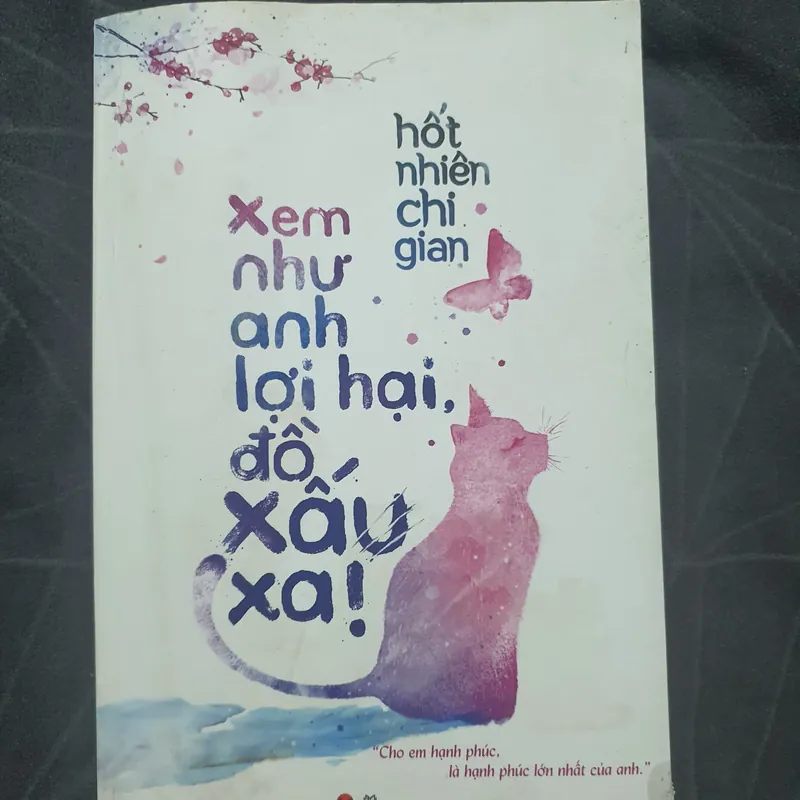 hốt
nhiên
chi
gian
xem
như
anh
lợi hại,
đồ
xấu
xa!
"Cho em hạnh phúc,
là hạnh phúc lớn nhất của anh."